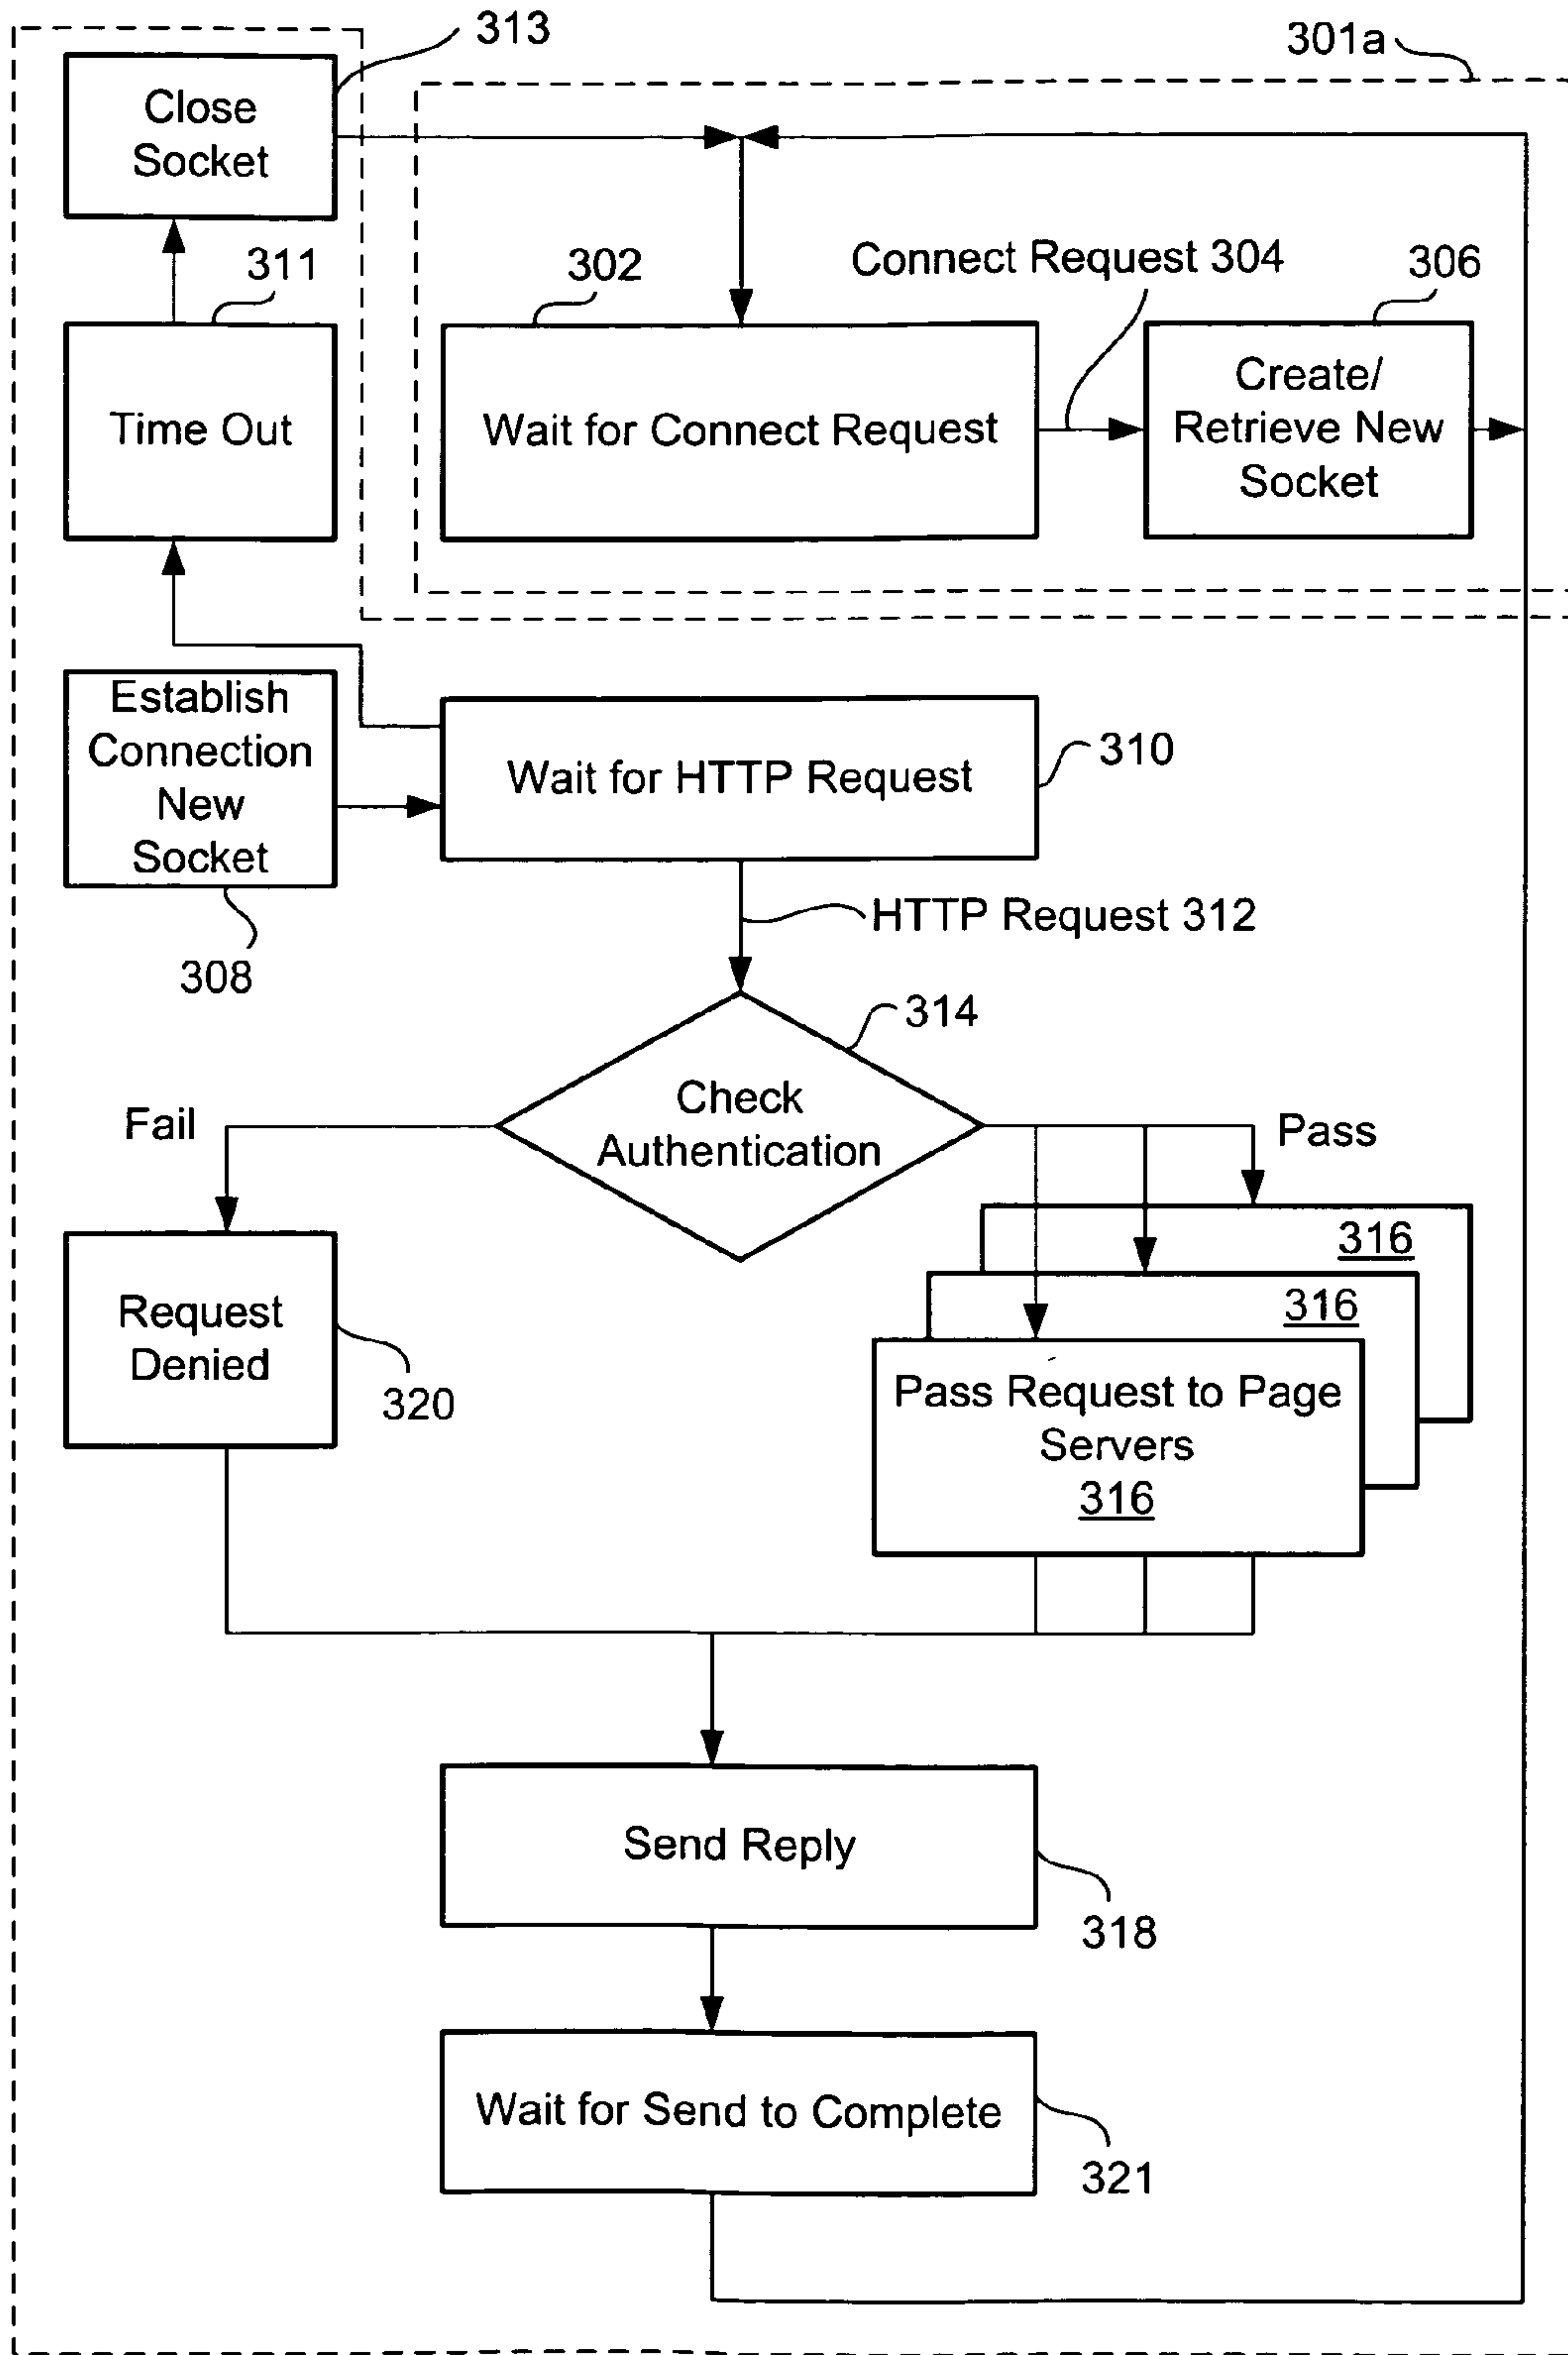 313
301a
Close
Socket
311
302
Connect Request 304
306
Time Out
Wait for Connect Request
Create/
Retrieve New
Socket
Establish
Connection
New
Socket
308
Wait for HTTP Request
310
HTTP Request 312
314
Check
Authentication
Fail
Pass
Request
Denied
320
316
316
Pass Request to Page
Servers
316
Send Reply
318
Wait for Send to Complete
321